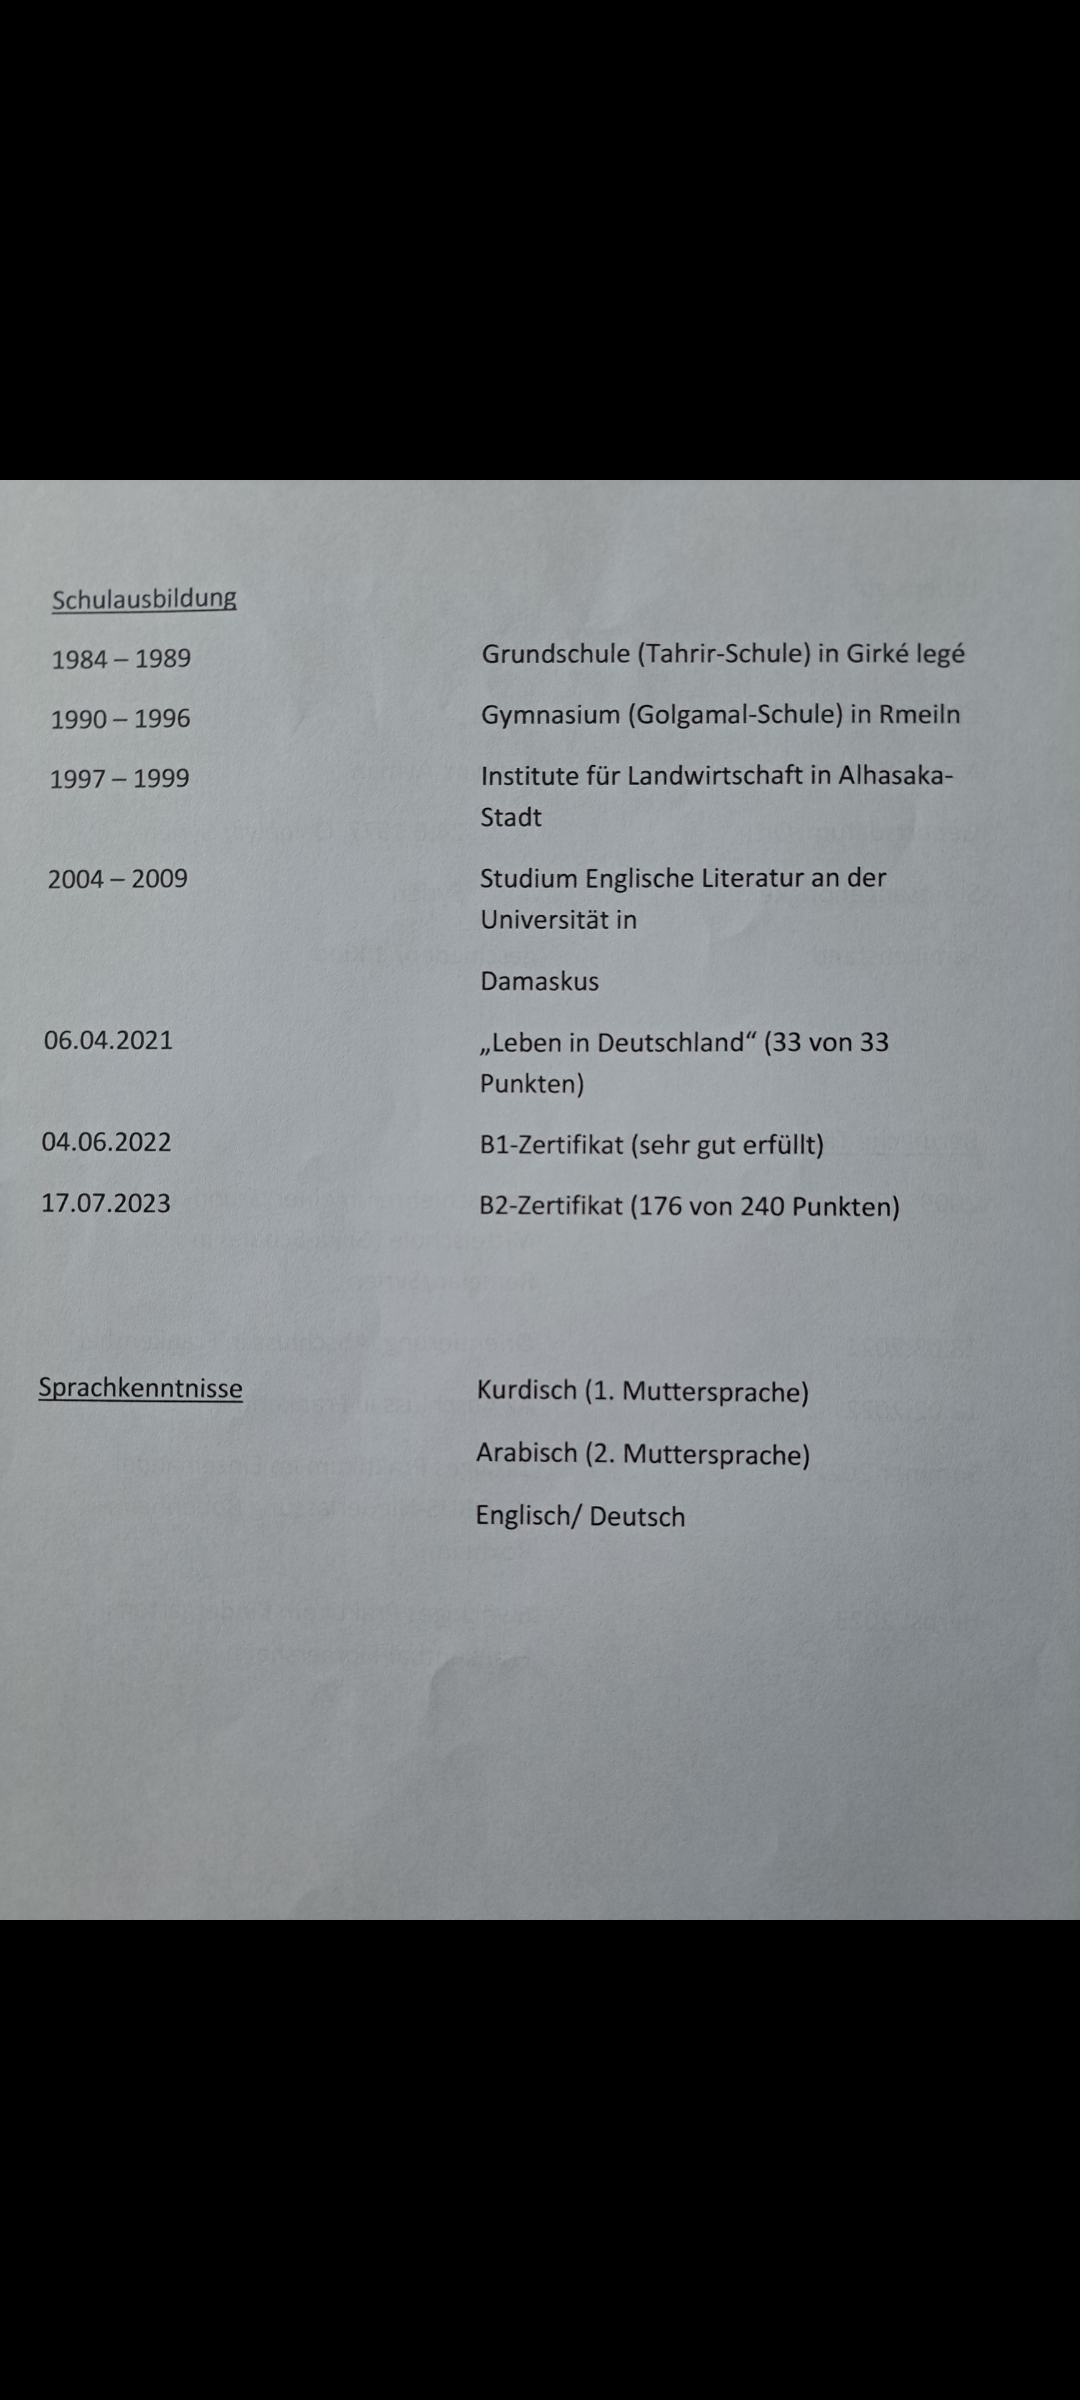 Schulausbildung
1984 – 1989 Grundschule (Tahrir-Schule) in Girké legé
1990 – 1996 Gymnasium (Golgamal-Schule) in Rmeiln
1997 – 1999 Institute für Landwirtschaft in Alhasaka-
Stadt
2004 – 2009 Studium Englische Literatur an der
Universität in
Damaskus
06.04.2021 „Leben in Deutschland“ (33 von 33
Punkten)
04.06.2022 B1-Zertifikat (sehr gut erfüllt)
17.07.2023 B2-Zertifikat (176 von 240 Punkten)
Sprachkenntnisse Kurdisch (1. Muttersprache)
Arabisch (2. Muttersprache)
Englisch/ Deutsch